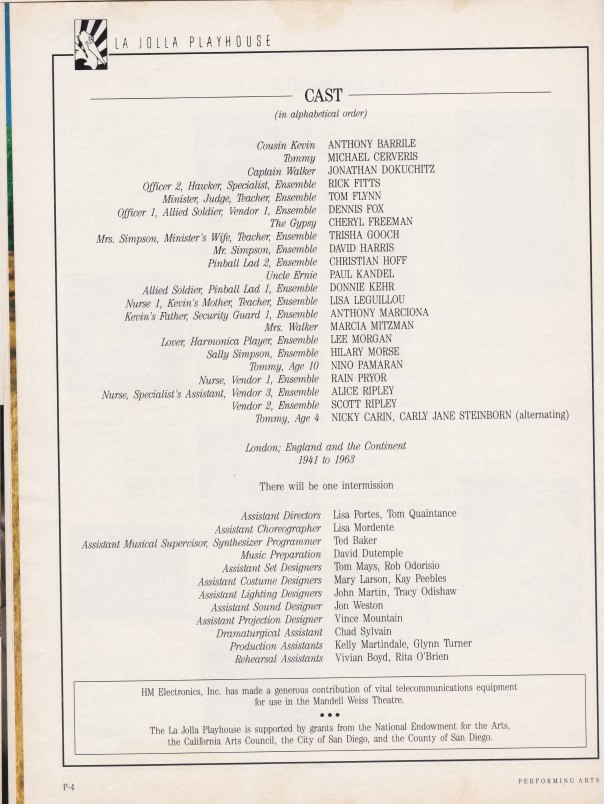 LA JOLLA PLAYHOUSE
CAST
(in alphabetical order)
Cousin Kevin ANTHONY BARRILE
Tommy MICHAEL CERVERIS
Captain Walker JONATHAN DOKUCHITZ
Officer 2, Hawker, Specialist, Ensemble RICK FITTS
Minister, Judge, Teacher, Ensemble TOM FLYNN
Officer 1, Allied Soldier, Vendor 1, Ensemble DENNIS FOX
The Gypsy CHERYL FREEMAN
Mrs. Simpson, Minister's Wife, Teacher, Ensemble TRISHA GOOCH
Mr. Simpson, Ensemble DAVID HARRIS
Pinball Lad 2, Ensemble CHRISTIAN HOFF
Uncle Ernie PAUL KANDEL
Allied Soldier, Pinball Lad 1, Ensemble DONNIE KEHR
Nurse 1, Kevin's Mother, Teacher, Ensemble LISA LEGUILLOU
Kevin's Father, Security Guard 1, Ensemble ANTHONY MARCIONA
Mrs. Walker MARCIA MITZMAN
Lover, Harmonica Player, Ensemble LEE MORGAN
Sally Simpson, Ensemble HILARY MORSE
Tommy, Age 10 NINO PAMARAN
Nurse, Vendor 1, Ensemble RAIN PRYOR
Nurse, Specialist's Assistant, Vendor 3, Ensemble ALICE RIPLEY
Vendor 2, Ensemble SCOTT RIPLEY
Tommy, Age 4 NICKY CARIN, CARLY JANE STEINBORN (alternating)
London; England and the Continent
1941 to 1963
There will be one intermission
Assistant Directors Lisa Portes, Tom Quaintance
Assistant Choreographer Lisa Mordente
Assistant Musical Supervisor, Synthesizer Programmer Ted Baker
Music Preparation David Dutemple
Assistant Set Designers Tom Mays, Rob Odorisio
Assistant Costume Designers Mary Larson, Kay Peebles
Assistant Lighting Designers John Martin, Tracy Odishaw
Assistant Sound Designer Jon Weston
Assistant Projection Designer Vince Mountain
Dramaturgical Assistant Chad Sylvain
Production Assistants Kelly Martindale, Glynn Turner
Rehearsal Assistants Vivian Boyd, Rita O'Brien
HM Electronics, Inc. has made a generous contribution of vital telecommunications equipment
for use in the Mandell Weiss Theatre.
•••
The La Jolla Playhouse is supported by grants from the National Endowment for the Arts,
the California Arts Council, the City of San Diego, and the County of San Diego.
P-4
PERFORMING ARTS